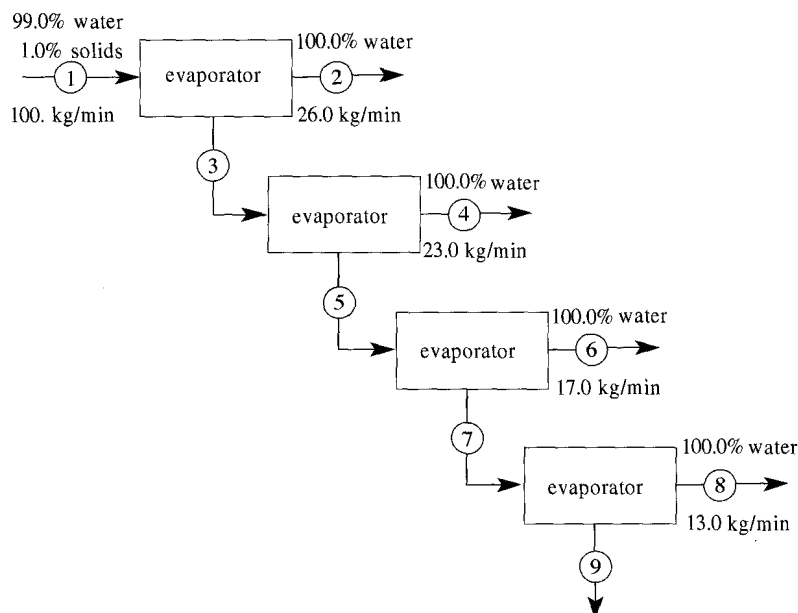 99.0% water
1.0% solids
1
100. kg/min
evaporator
100.0% water
2
26.0 kg/min
3
evaporator
100.0% water
4
23.0 kg/min
5
evaporator
100.0% water
6
17.0 kg/min
7
evaporator
100.0% water
8
13.0 kg/min
9